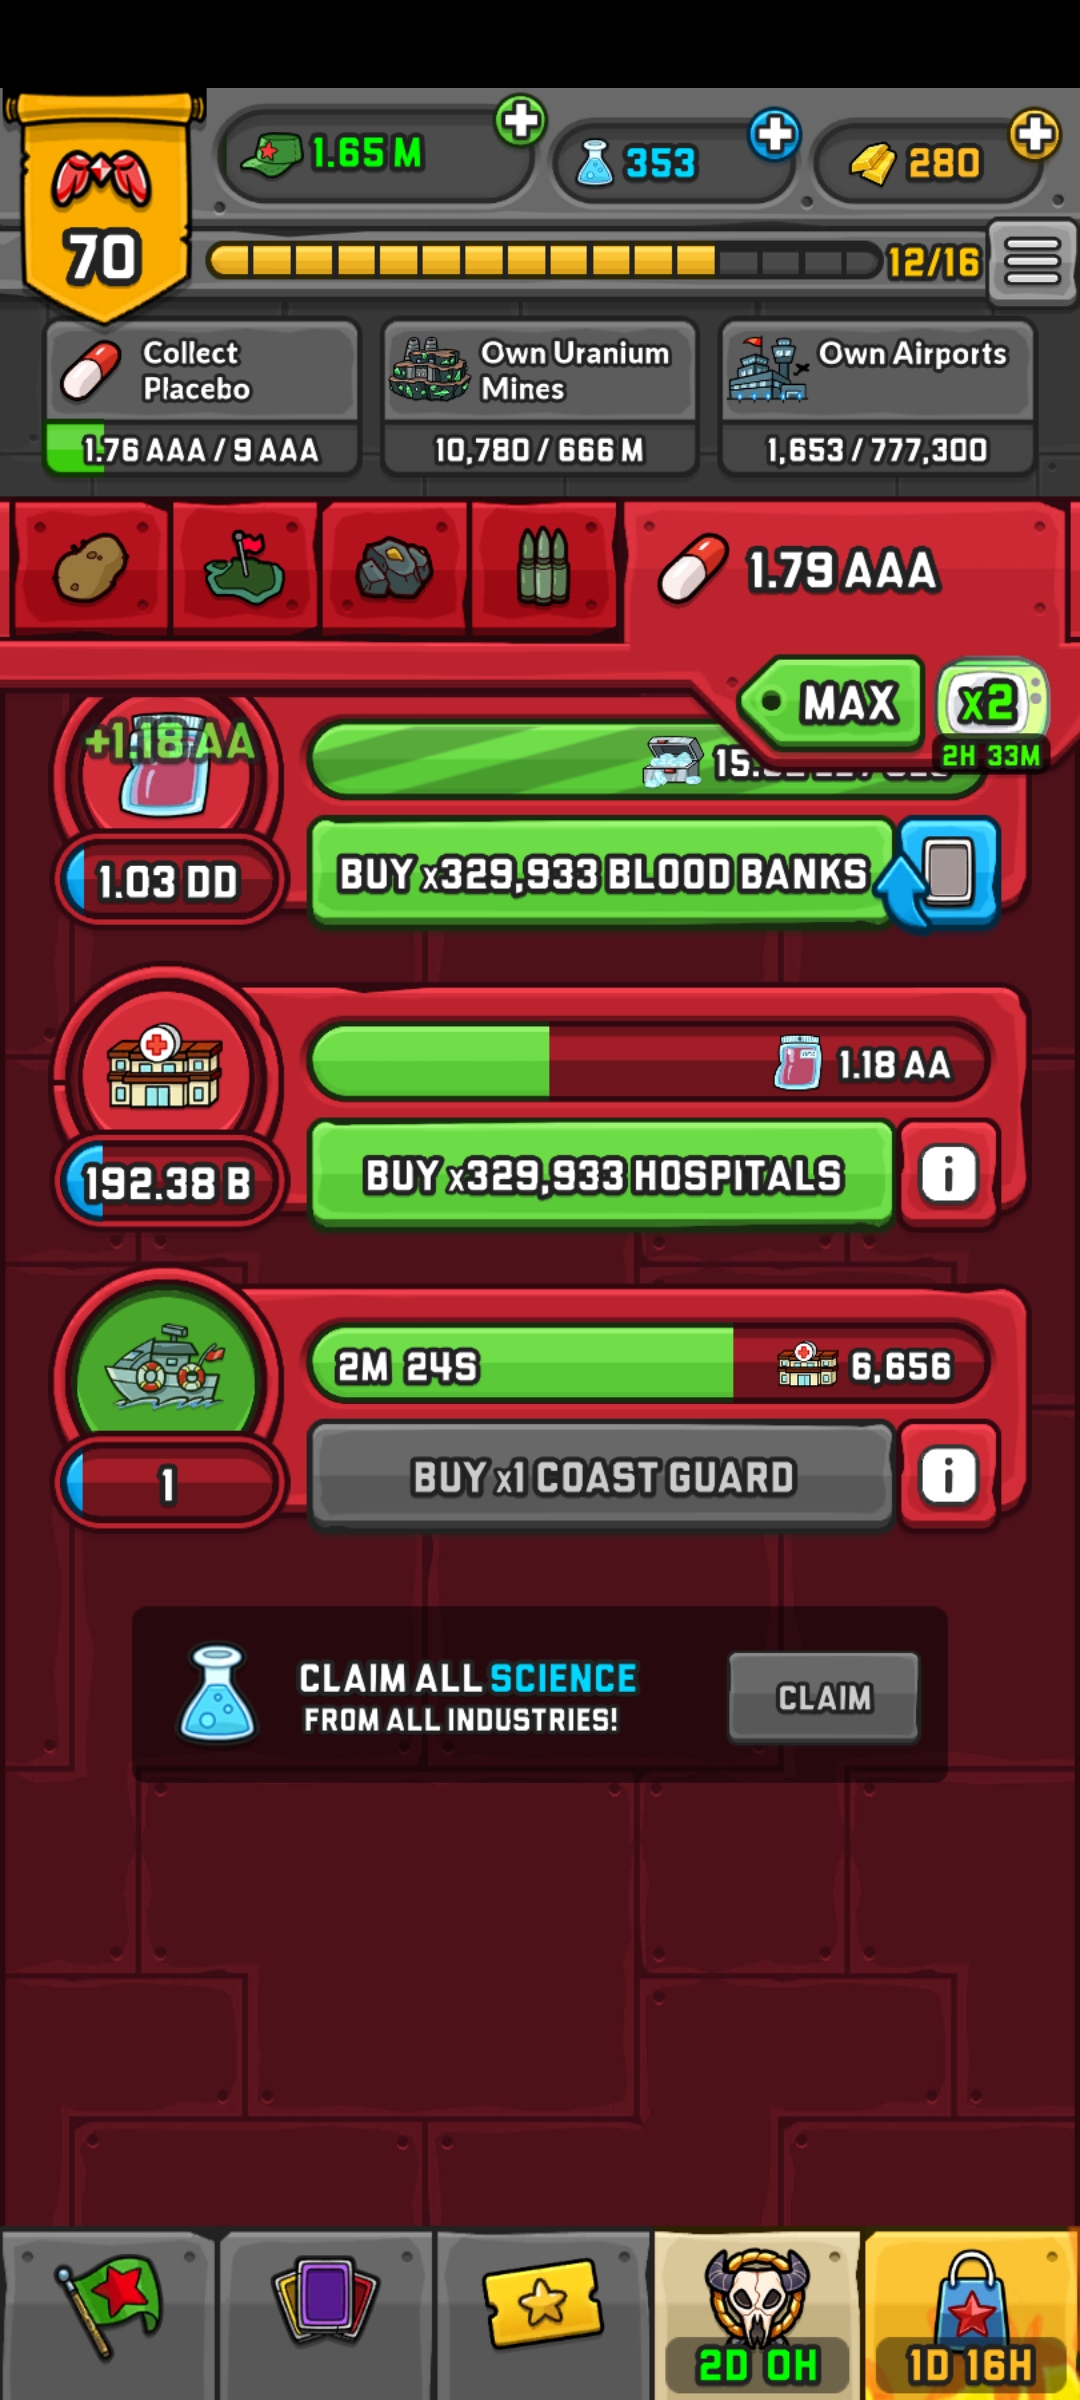 70
1.65 M
353
280
12/16
Collect
Placebo
1.76 AAA / 9 AAA
Own Uranium
Mines
10,780 / 666 M
Own Airports
1,653 / 777,300
1.79 AAA
MAX
x2
2H 33M
+1.18 AA
1.03 DD
BUY x329,933 BLOOD BANKS
1.18 AA
192.38 B
BUY x329,933 HOSPITALS
i
2M 24S
6,656
1
BUY x1 COAST GUARD
i
CLAIM ALL SCIENCE
FROM ALL INDUSTRIES!
CLAIM
2D 0H
1D 16H